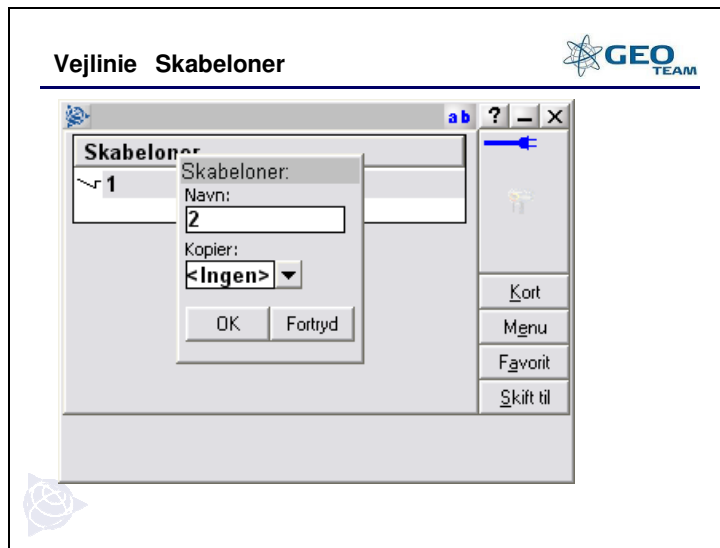 Vejlinie Skabeloner
GEO
TEAM
ab ? – X
Skabeloner
1
Skabeloner:
Navn:
2
Kopier:
<Ingen>
OK Fortryd
Kort
Menu
Favorit
Skift til